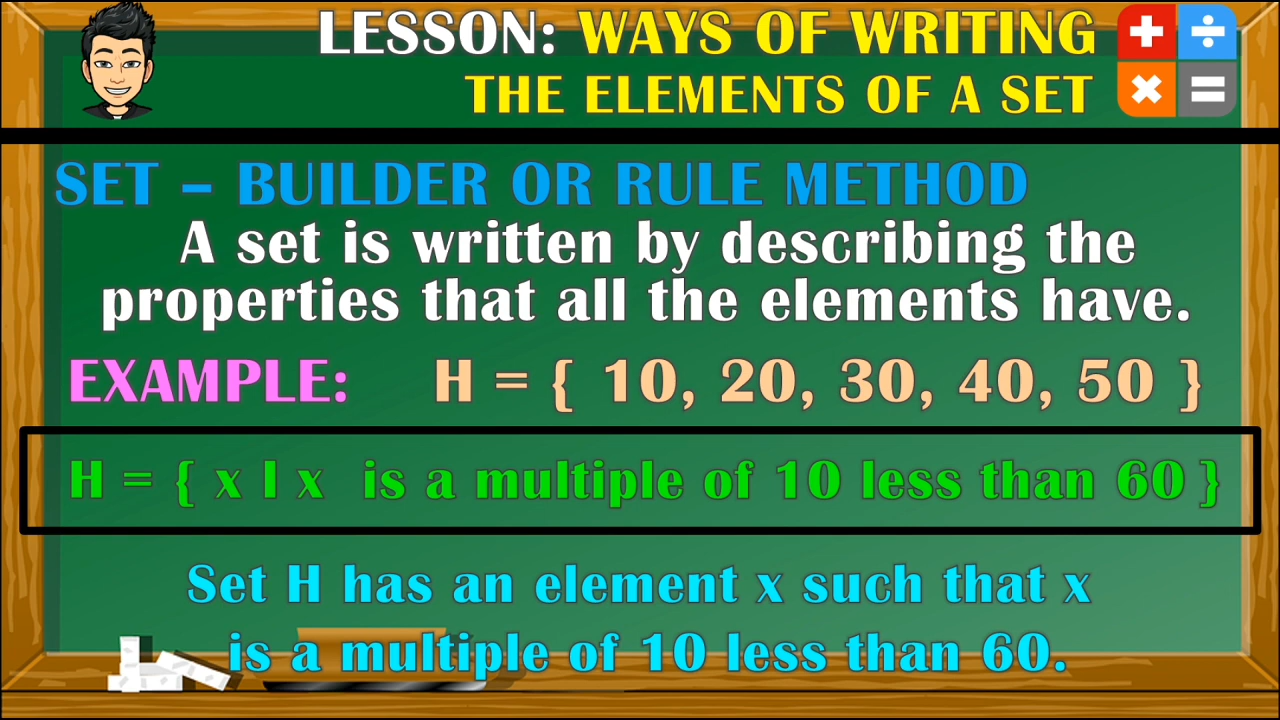 LESSON: WAYS OF WRITING
THE ELEMENTS OF A SET
SET – BUILDER OR RULE METHOD
A set is written by describing the
properties that all the elements have.
EXAMPLE: H = { 10, 20, 30, 40, 50 }
H = { x l x is a multiple of 10 less than 60 }
Set H has an element x such that x
is a multiple of 10 less than 60.